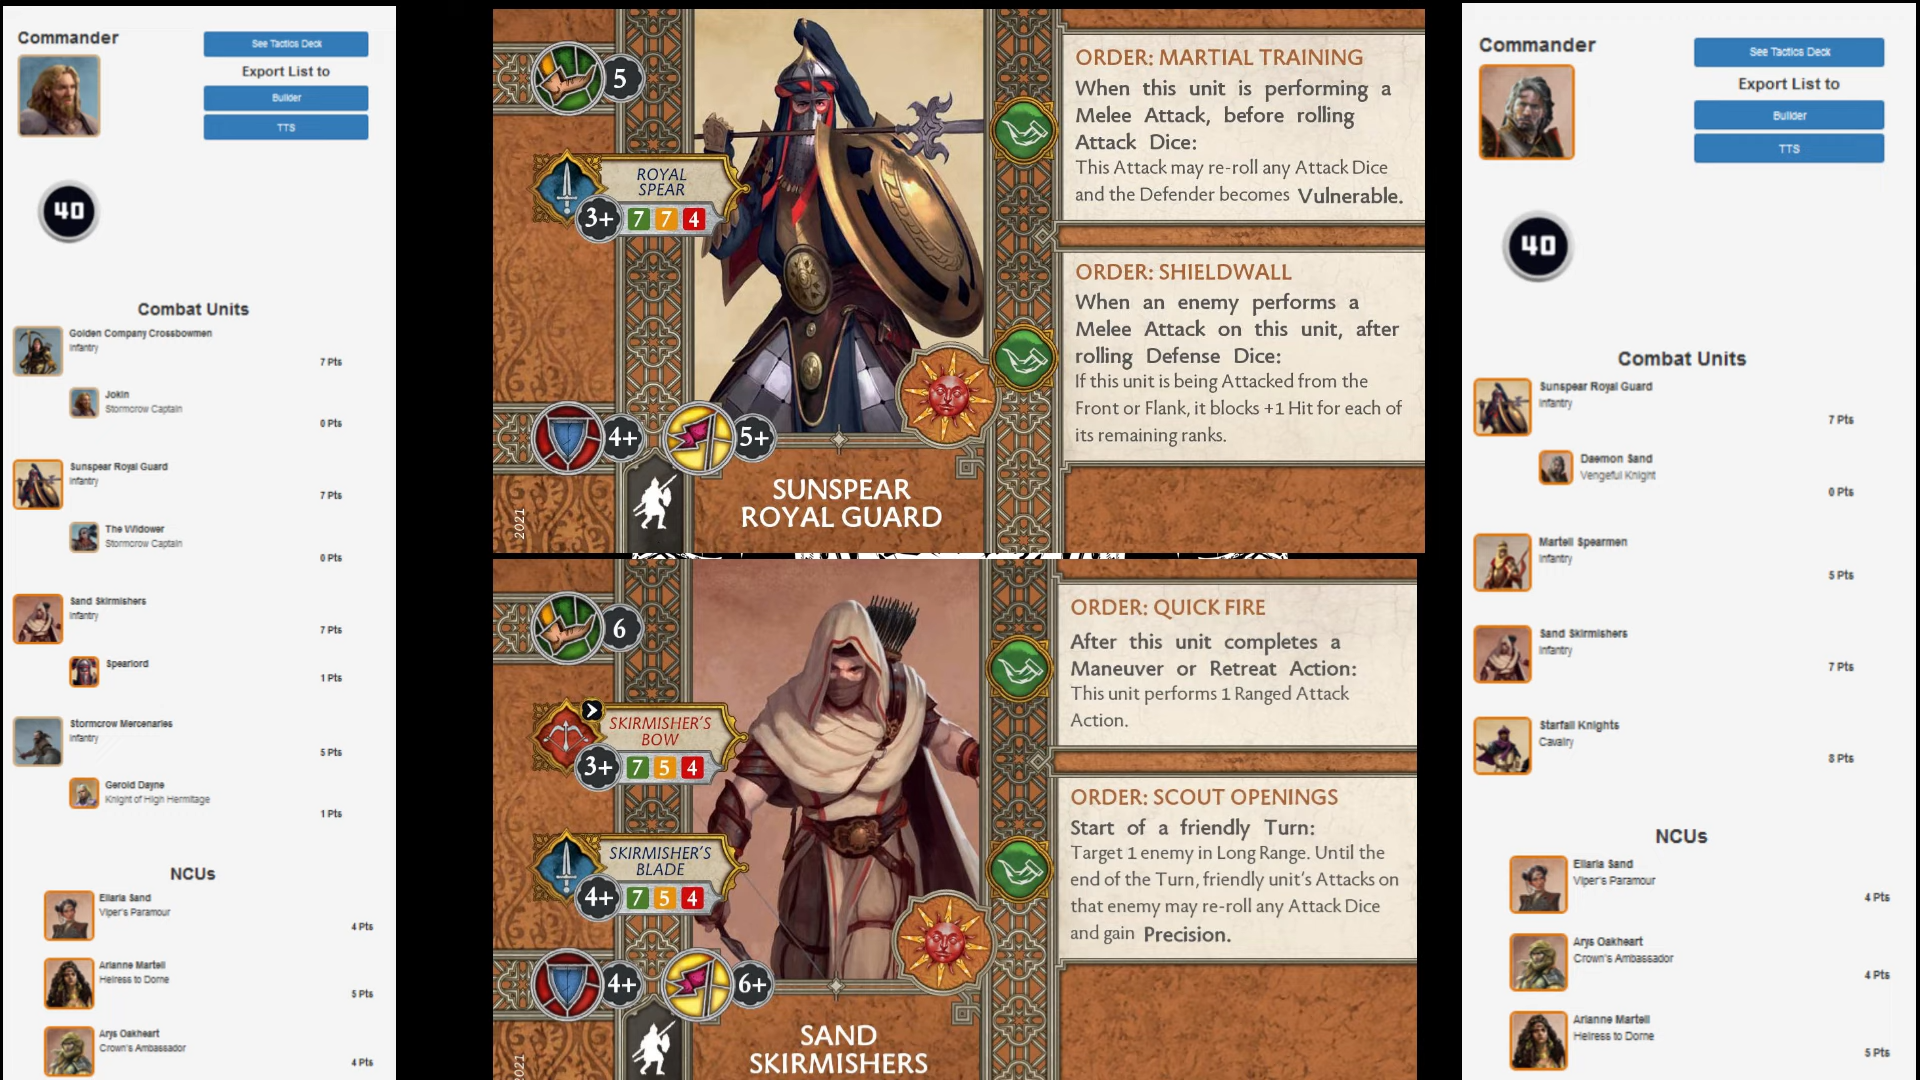 Commander
See Tactics Deck
Export List to
Builder
TTS
40
Combat Units
Golden Company Crossbowmen
Infantry
7 Pts
Jokin
Stormcrow Captain
0 Pts
Sunspear Royal Guard
Infantry
7 Pts
The Widower
Stormcrow Captain
0 Pts
Sand Skirmishers
Infantry
7 Pts
Spearlord
1 Pts
Stormcrow Mercenaries
Infantry
5 Pts
Gerold Dayne
Knight of High Hermitage
1 Pts
NCUs
Ellaria Sand
Viper's Paramour
4 Pts
Arianne Martell
Heiress to Dorne
5 Pts
Arys Oakheart
Crown's Ambassador
4 Pts
5
ROYAL
SPEAR
3+ 7 7 4
4+ 5+
2021
SUNSPEAR
ROYAL GUARD
ORDER: MARTIAL TRAINING
When this unit is performing a
Melee Attack, before rolling
Attack Dice:
This Attack may re-roll any Attack Dice
and the Defender becomes Vulnerable.
ORDER: SHIELDWALL
When an enemy performs a
Melee Attack on this unit, after
rolling Defense Dice:
If this unit is being Attacked from the
Front or Flank, it blocks +1 Hit for each of
its remaining ranks.
6
SKIRMISHER'S
BOW
3+ 7 5 4
SKIRMISHER'S
BLADE
4+ 7 5 4
4+ 6+
2021
SAND
SKIRMISHERS
ORDER: QUICK FIRE
After this unit completes a
Maneuver or Retreat Action:
This unit performs 1 Ranged Attack
Action.
ORDER: SCOUT OPENINGS
Start of a friendly Turn:
Target 1 enemy in Long Range. Until the
end of the Turn, friendly unit's Attacks on
that enemy may re-roll any Attack Dice
and gain Precision.
Commander
See Tactics Deck
Export List to
Builder
TTS
40
Combat Units
Sunspear Royal Guard
Infantry
7 Pts
Daemon Sand
Vengeful Knight
0 Pts
Martell Spearmen
Infantry
5 Pts
Sand Skirmishers
Infantry
7 Pts
Starfall Knights
Cavalry
8 Pts
NCUs
Ellaria Sand
Viper's Paramour
4 Pts
Arys Oakheart
Crown's Ambassador
4 Pts
Arianne Martell
Heiress to Dorne
5 Pts